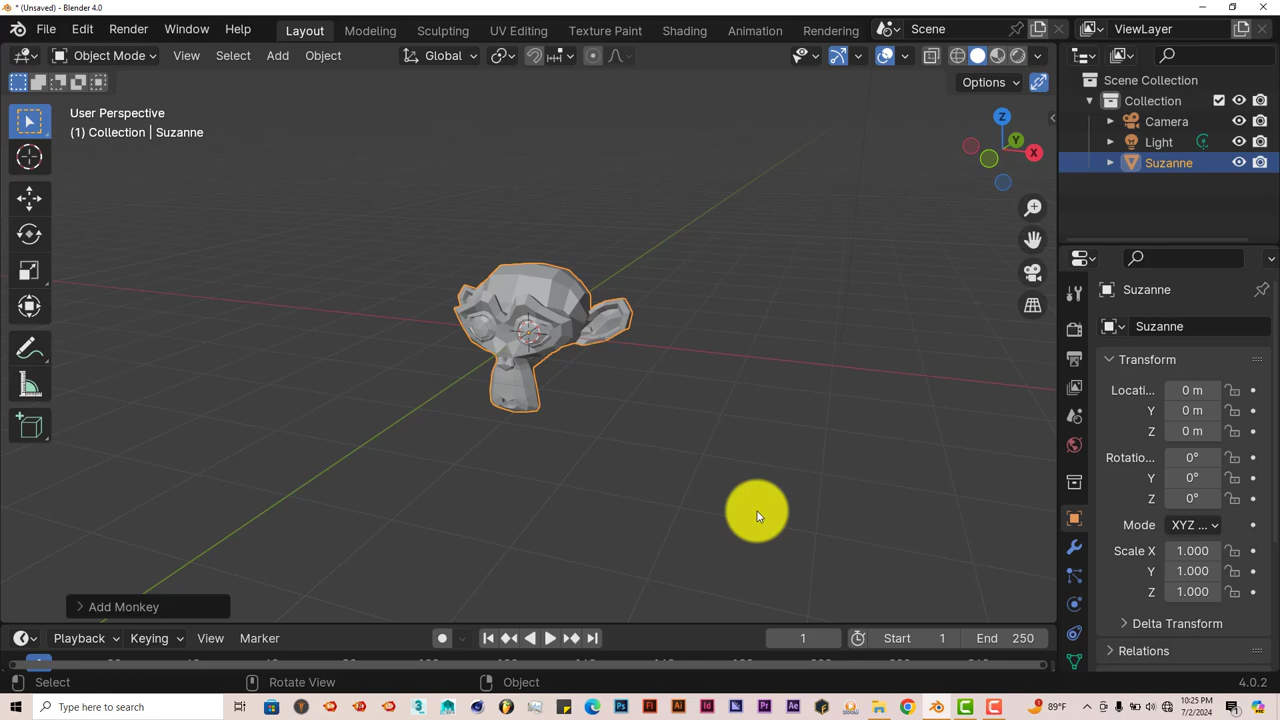 * (Unsaved) - Blender 4.0
File Edit Render Window Help
Layout Modeling Sculpting UV Editing Texture Paint Shading Animation Rendering
Scene
ViewLayer
Object Mode View Select Add Object
Global
Options
User Perspective
(1) Collection | Suzanne
Z
Y
X
Scene Collection
Collection
Camera
Light
Suzanne
Suzanne
Suzanne
Transform
Locati... 0 m
Y 0 m
Z 0 m
Rotatio... 0°
Y 0°
Z 0°
Mode XYZ ...
Scale X 1.000
Y 1.000
Z 1.000
Delta Transform
Relations
Add Monkey
Playback Keying View Marker
1
Start 1
End 250
Select
Rotate View
Object
4.0.2
Type here to search
89°F
10:25 PM
7/2/2024